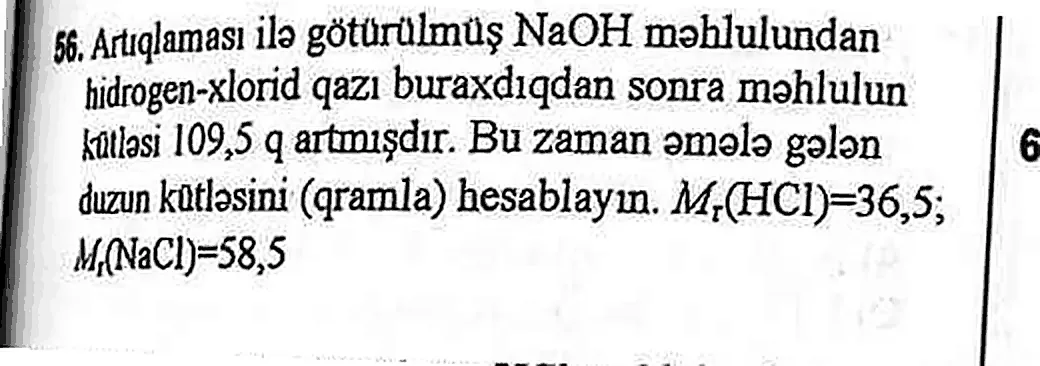 56. Artıqlaması ilə götürülmüş NaOH məhlulundan
hidrogen-xlorid qazı buraxdıqdan sonra məhlulun
kütləsi 109,5 q artmışdır. Bu zaman əmələ gələn
duzun kütləsini (qramla) hesablayın. Mr(HCl)=36,5;
Mr(NaCl)=58,5
6